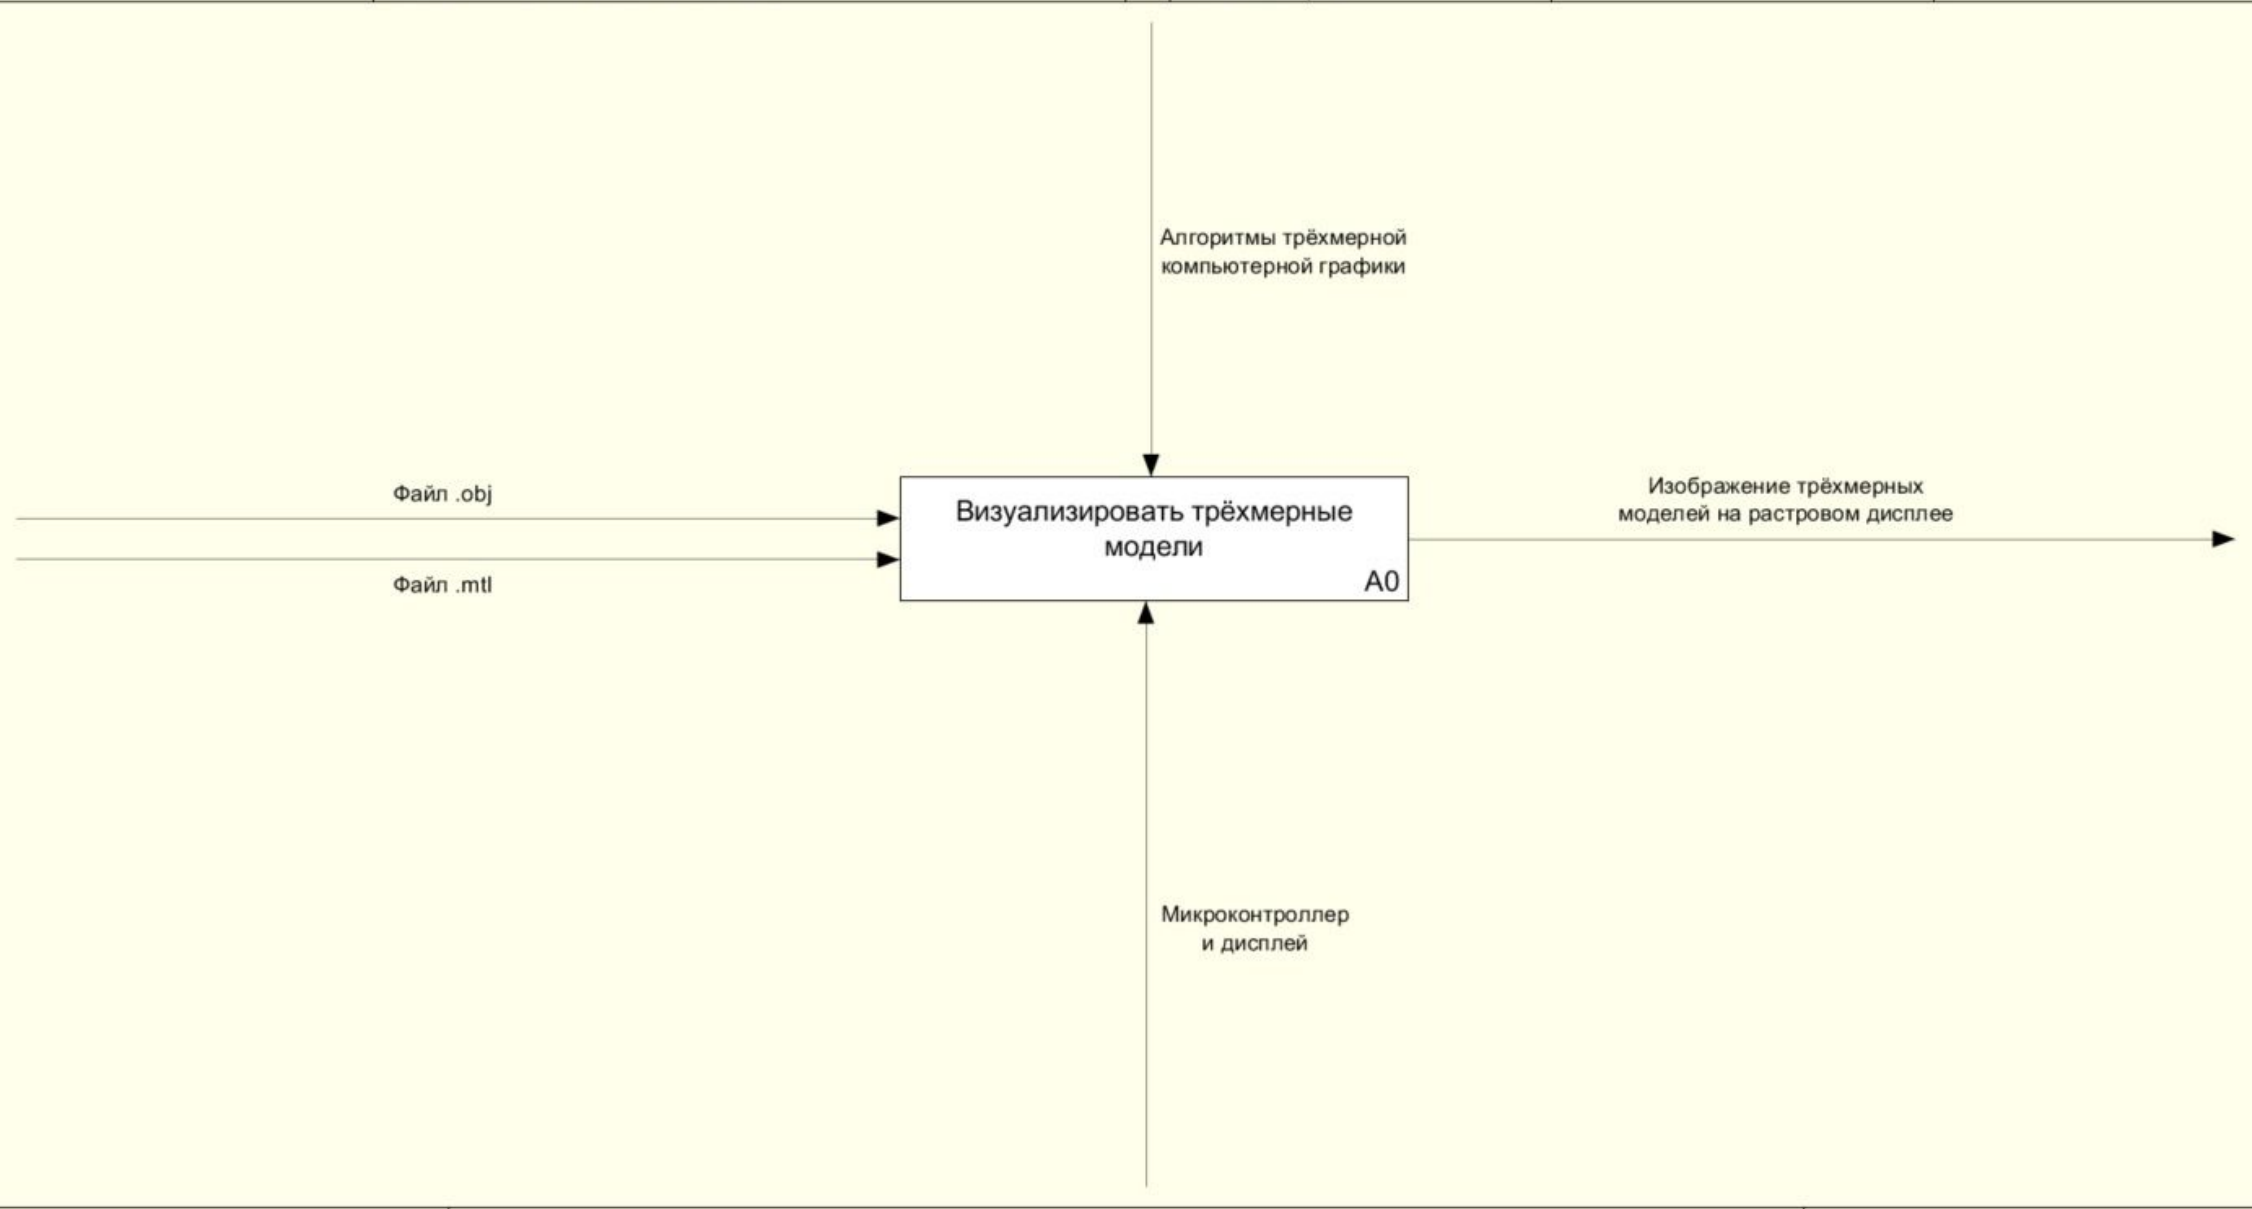 Алгоритмы трёхмерной
компьютерной графики
Файл .obj
Файл .mtl
Визуализировать трёхмерные
модели
A0
Изображение трёхмерных
моделей на растровом дисплее
Микроконтроллер
и дисплей